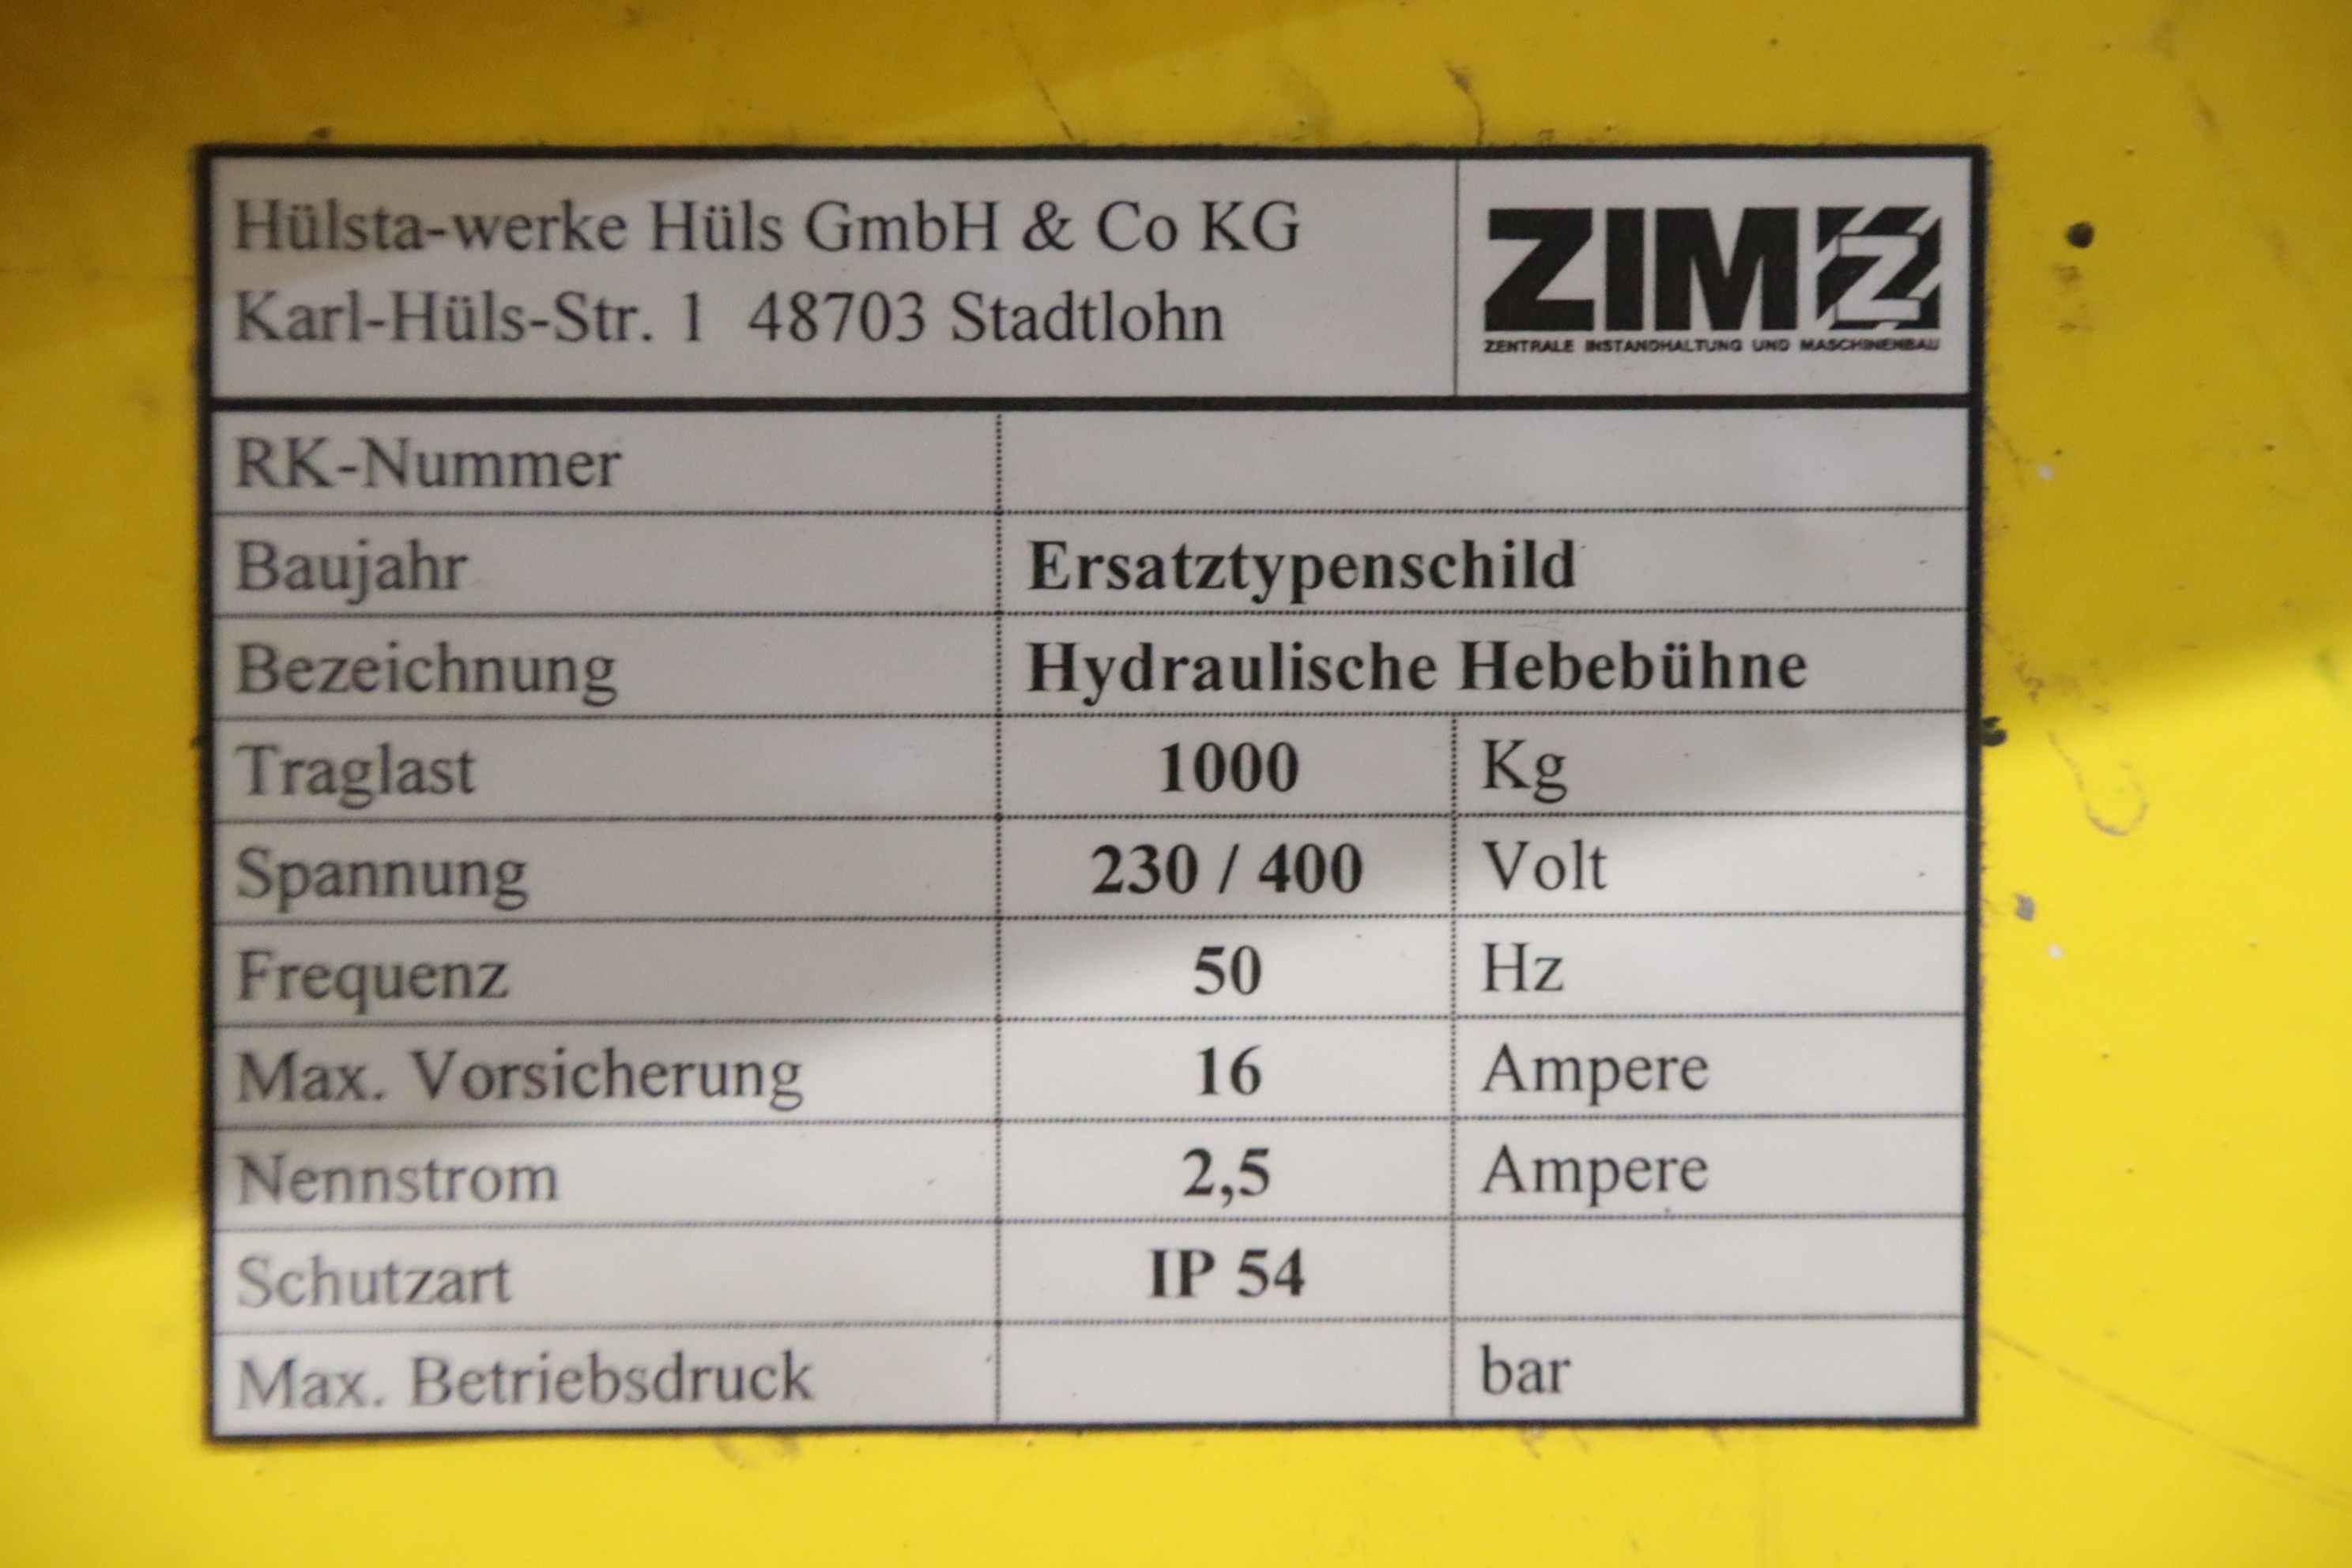 Hülsta-werke Hüls GmbH & Co KG
Karl-Hüls-Str. 1 48703 Stadtlohn
ZIM Z
ZENTRALE INSTANDHALTUNG UND MASCHINENBAU
RK-Nummer
Baujahr Ersatztypenschild
Bezeichnung Hydraulische Hebebühne
Traglast 1000 Kg
Spannung 230 / 400 Volt
Frequenz 50 Hz
Max. Vorsicherung 16 Ampere
Nennstrom 2,5 Ampere
Schutzart IP 54
Max. Betriebsdruck bar